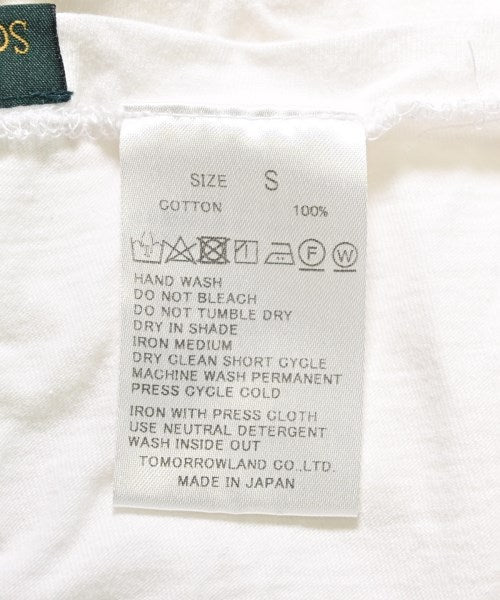 SIZE S
COTTON 100%
F W
HAND WASH
DO NOT BLEACH
DO NOT TUMBLE DRY
DRY IN SHADE
IRON MEDIUM
DRY CLEAN SHORT CYCLE
MACHINE WASH PERMANENT
PRESS CYCLE COLD
IRON WITH PRESS CLOTH
USE NEUTRAL DETERGENT
WASH INSIDE OUT
TOMORROWLAND CO.,LTD.
MADE IN JAPAN